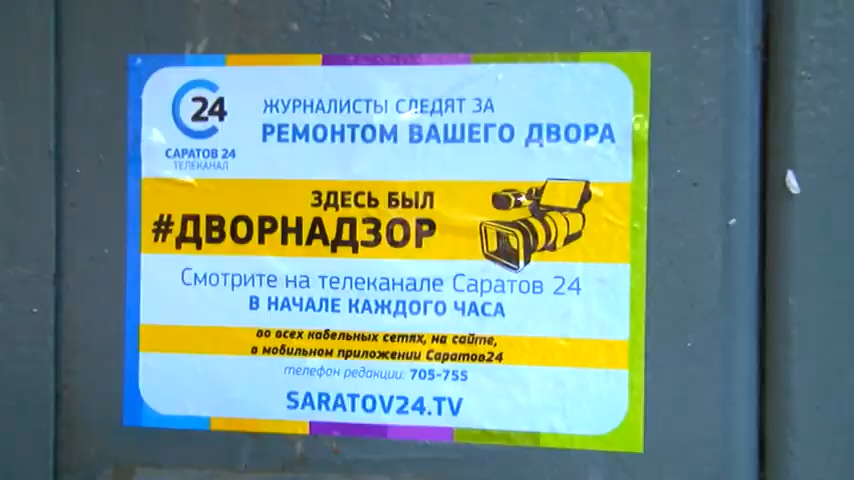 24
САРАТОВ 24
ТЕЛЕКАНАЛ
ЖУРНАЛИСТЫ СЛЕДЯТ ЗА
РЕМОНТОМ ВАШЕГО ДВОРА
ЗДЕСЬ БЫЛ
#ДВОРНАДЗОР
Смотрите на телеканале Саратов 24
В НАЧАЛЕ КАЖДОГО ЧАСА
во всех кабельных сетях, на сайте,
в мобильном приложении Саратов24
телефон редакции: 705-755
SARATOV24.TV